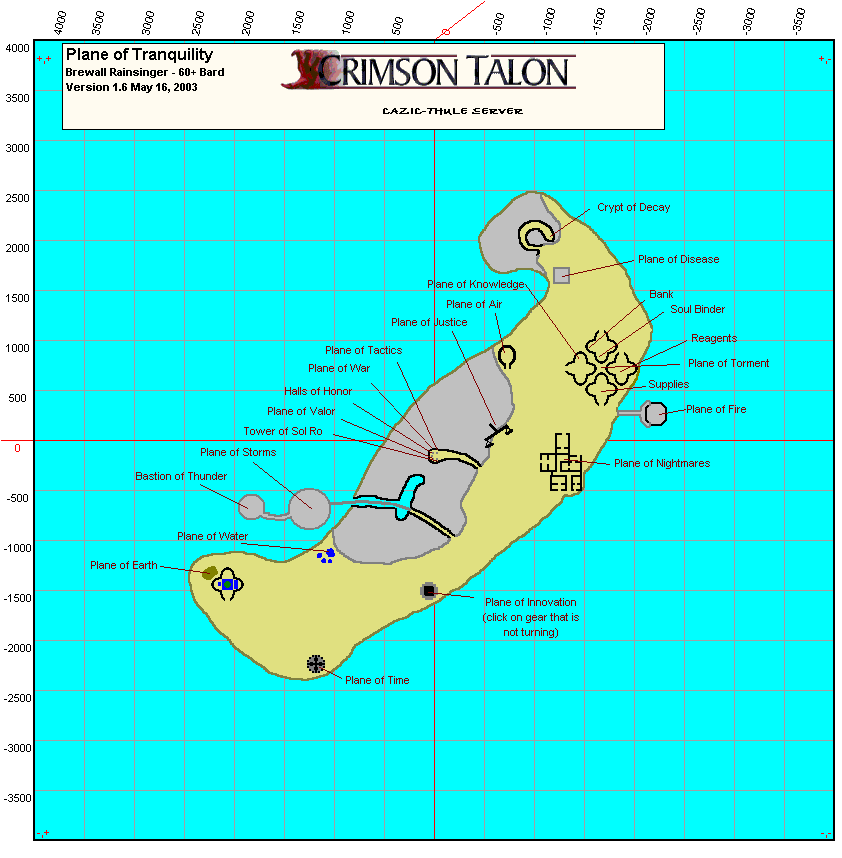 4000 3500 2500 2000 1500 500 0 -1000 -1500 -2000 -3000 -3500
4000
3500
3000
2500
2000
1500
1000
500
0
-500
-1000
-1500
-2000
-2500
-3000
-3500
Plane of Tranquility
Brewall Rainsinger - 60+ Bard
Version 1.6 May 16, 2003
CRIMSON TALON
CAZIC-THULE SERVER
Crypt of Decay
Plane of Disease
Plane of Knowledge
Bank
Plane of Air
Soul Binder
Plane of Justice
Reagents
Plane of Tactics
Plane of Torment
Plane of War
Supplies
Halls of Honor
Plane of Valor
Plane of Fire
Tower of Sol Ro
Plane of Storms
Plane of Nightmares
Bastion of Thunder
Plane of Water
Plane of Earth
Plane of Innovation
(click on gear that is
not turning)
Plane of Time